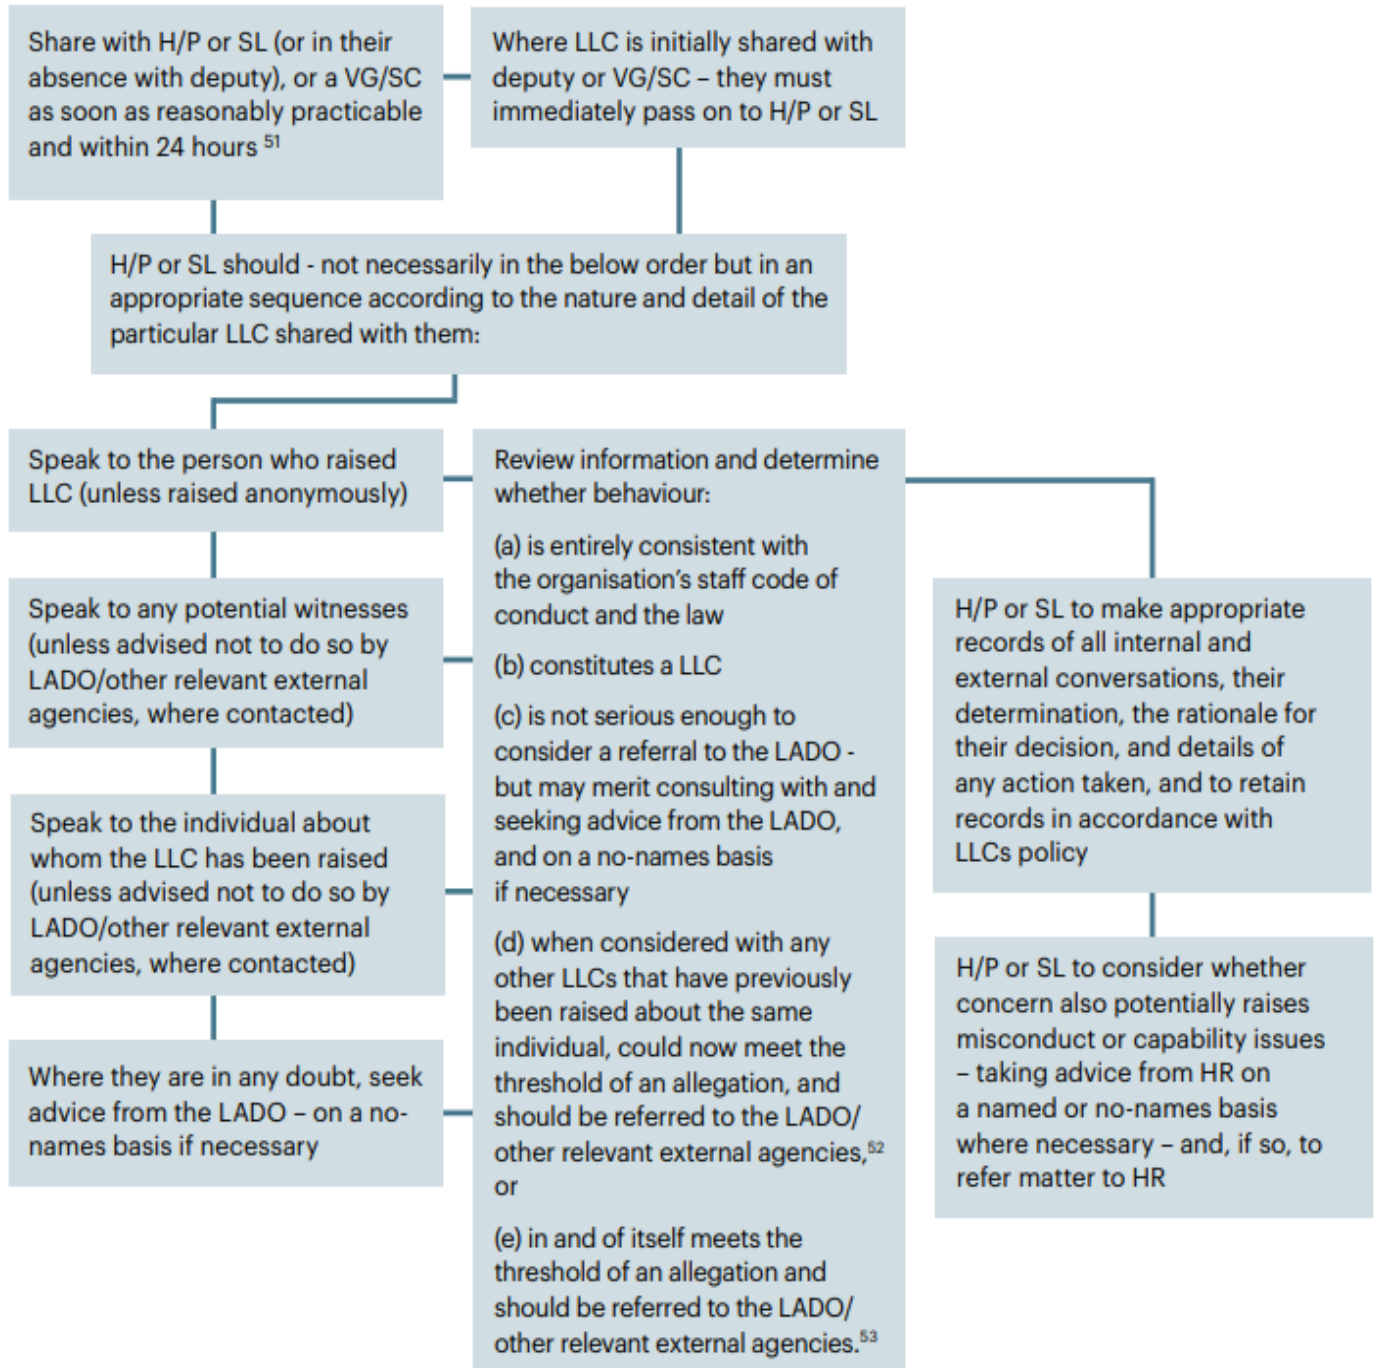 Share with H/P or SL (or in their
absence with deputy), or a VG/SC
as soon as reasonably practicable
and within 24 hours 51
Where LLC is initially shared with
deputy or VG/SC – they must
immediately pass on to H/P or SL
H/P or SL should - not necessarily in the below order but in an
appropriate sequence according to the nature and detail of the
particular LLC shared with them:
Speak to the person who raised
LLC (unless raised anonymously)
Speak to any potential witnesses
(unless advised not to do so by
LADO/other relevant external
agencies, where contacted)
Speak to the individual about
whom the LLC has been raised
(unless advised not to do so by
LADO/other relevant external
agencies, where contacted)
Where they are in any doubt, seek
advice from the LADO – on a no-
names basis if necessary
Review information and determine
whether behaviour:
(a) is entirely consistent with
the organisation's staff code of
conduct and the law
(b) constitutes a LLC
(c) is not serious enough to
consider a referral to the LADO -
but may merit consulting with and
seeking advice from the LADO,
and on a no-names basis
if necessary
(d) when considered with any
other LLCs that have previously
been raised about the same
individual, could now meet the
threshold of an allegation, and
should be referred to the LADO/
other relevant external agencies,52
or
(e) in and of itself meets the
threshold of an allegation and
should be referred to the LADO/
other relevant external agencies.53
H/P or SL to make appropriate
records of all internal and
external conversations, their
determination, the rationale for
their decision, and details of
any action taken, and to retain
records in accordance with
LLCs policy
H/P or SL to consider whether
concern also potentially raises
misconduct or capability issues
– taking advice from HR on
a named or no-names basis
where necessary – and, if so, to
refer matter to HR